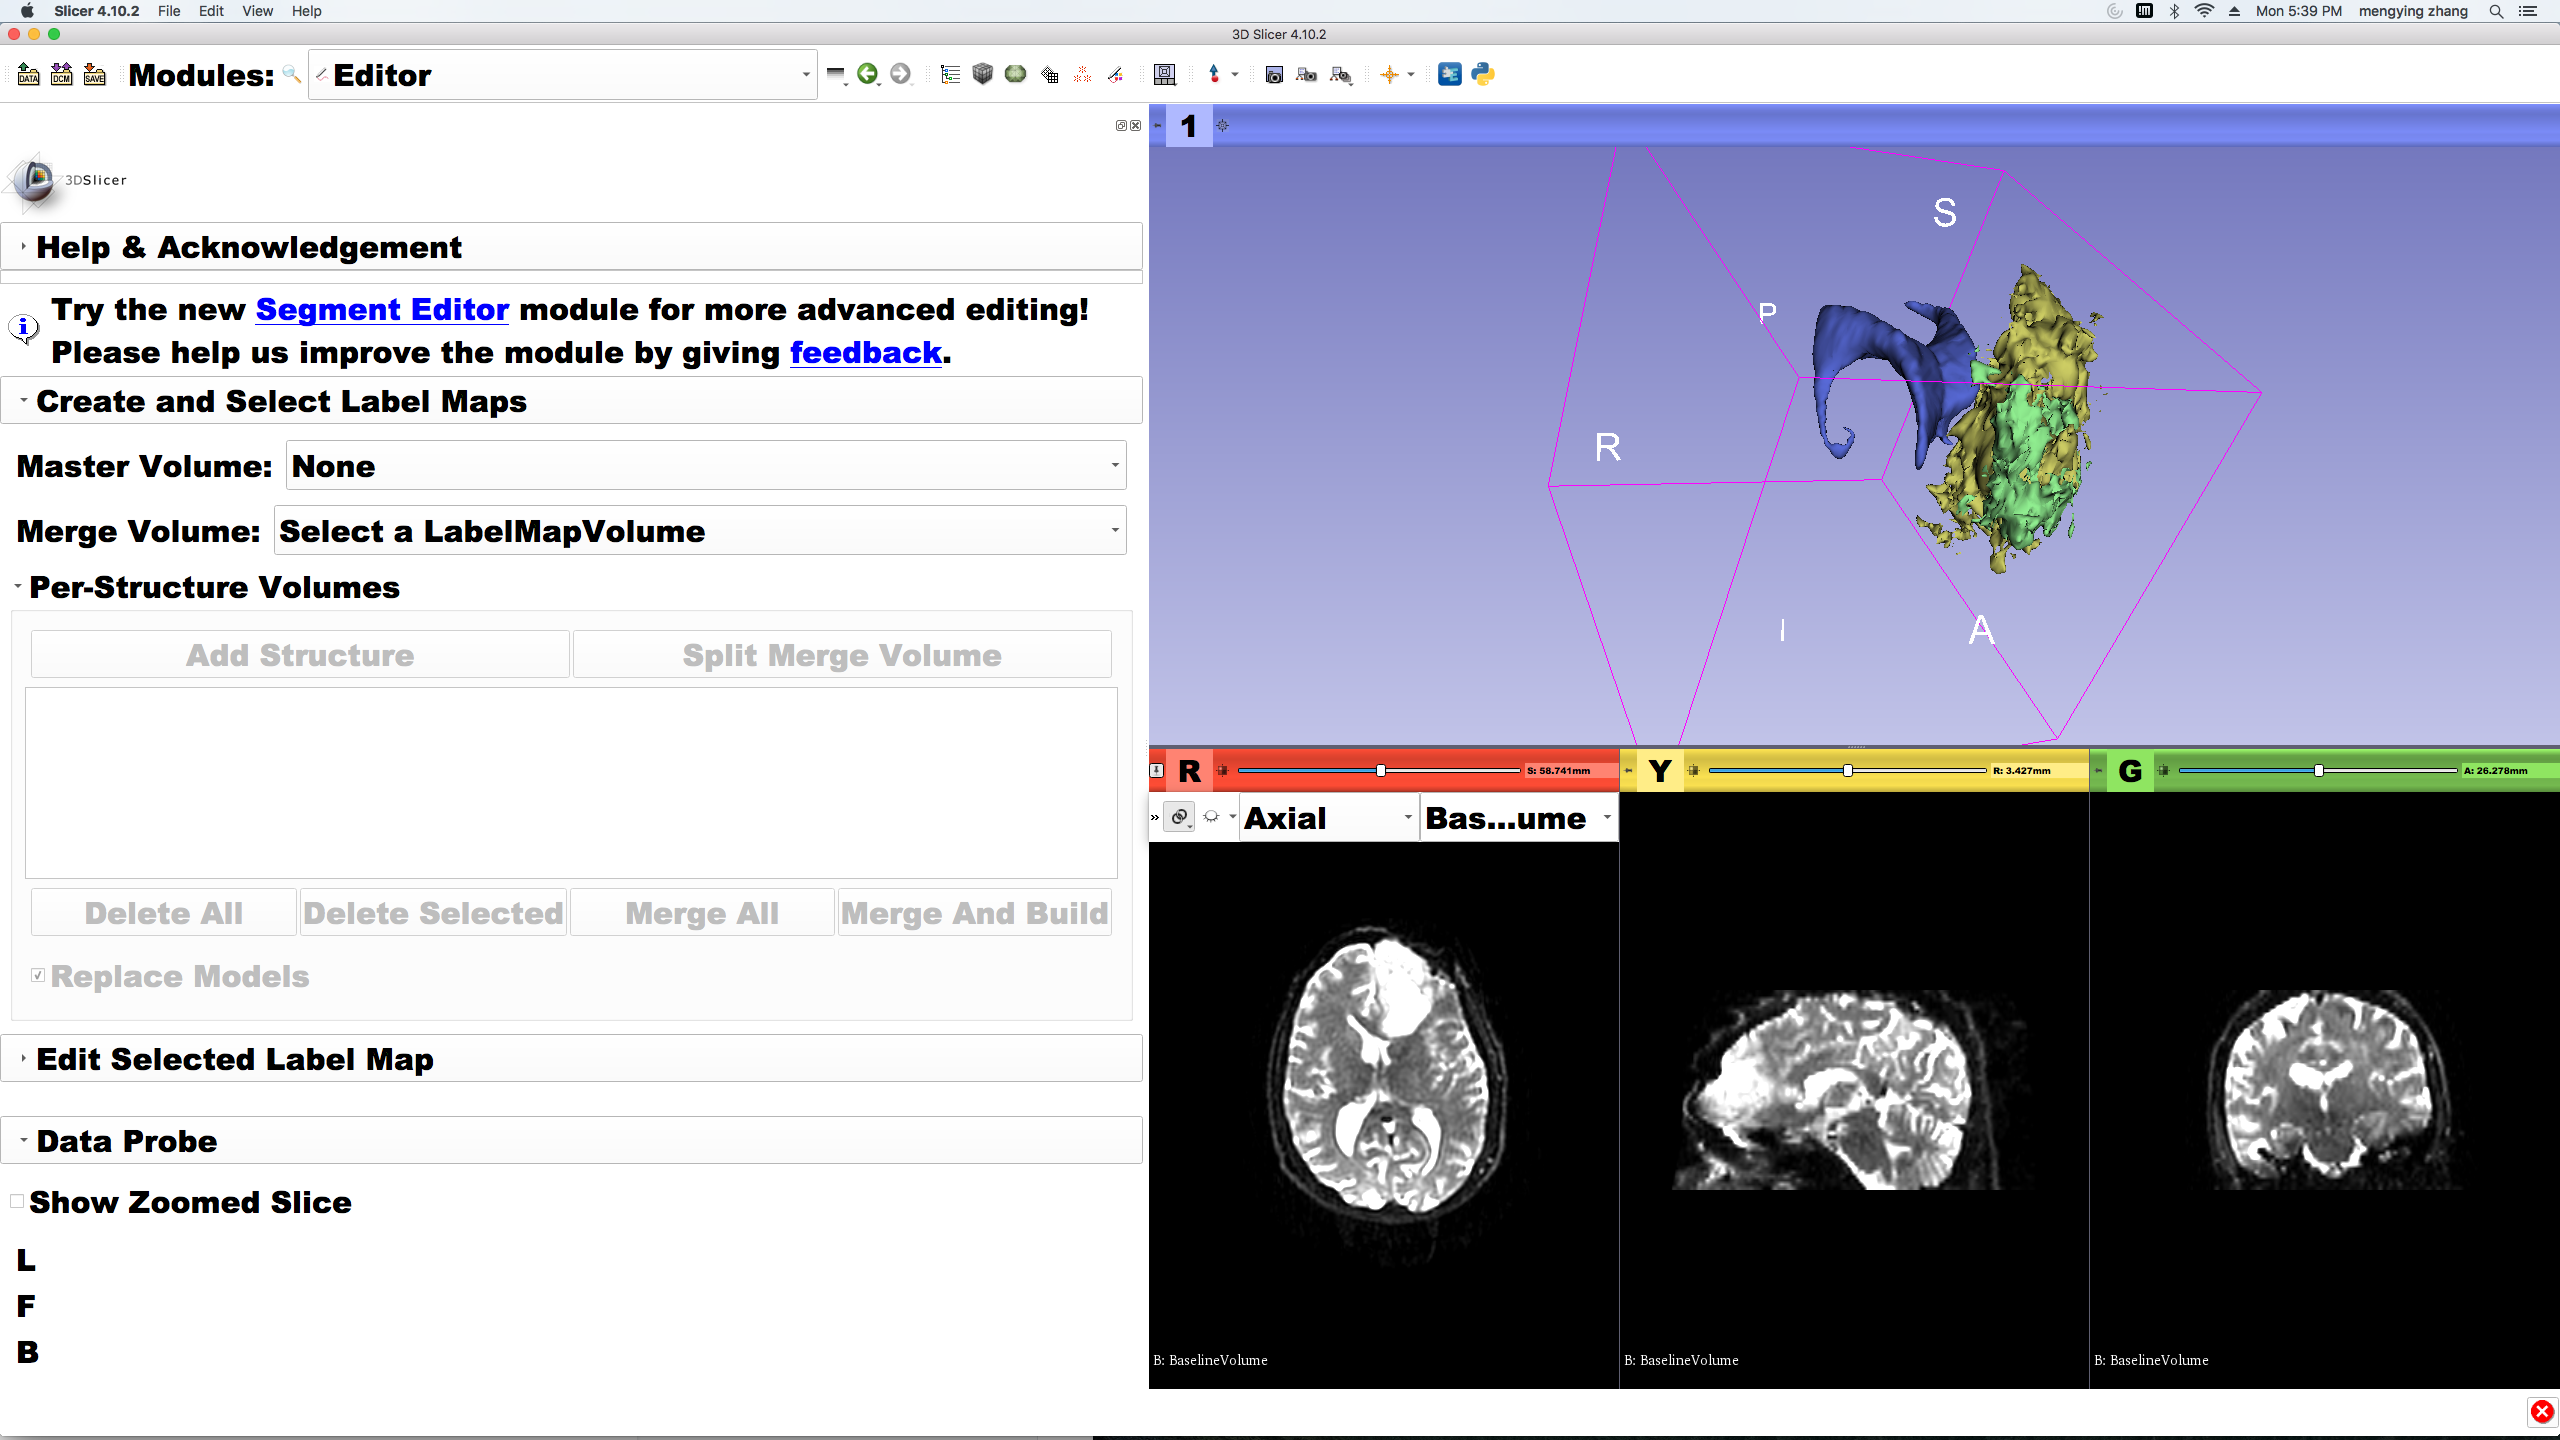 Slicer 4.10.2 File Edit View Help Mon 5:39 PM mengying zhang
3D Slicer 4.10.2
DATA DCM SAVE Modules: Editor
1
3DSlicer
Help & Acknowledgement
Try the new Segment Editor module for more advanced editing!
Please help us improve the module by giving feedback.
Create and Select Label Maps
Master Volume: None
Merge Volume: Select a LabelMapVolume
Per-Structure Volumes
Add Structure Split Merge Volume
Delete All Delete Selected Merge All Merge And Build
Replace Models
Edit Selected Label Map
Data Probe
Show Zoomed Slice
L
F
B
S
P
R
I
A
R S: 58.741mm
Y R: 3.427mm
G A: 26.278mm
Axial Bas...ume
B: BaselineVolume
B: BaselineVolume
B: BaselineVolume